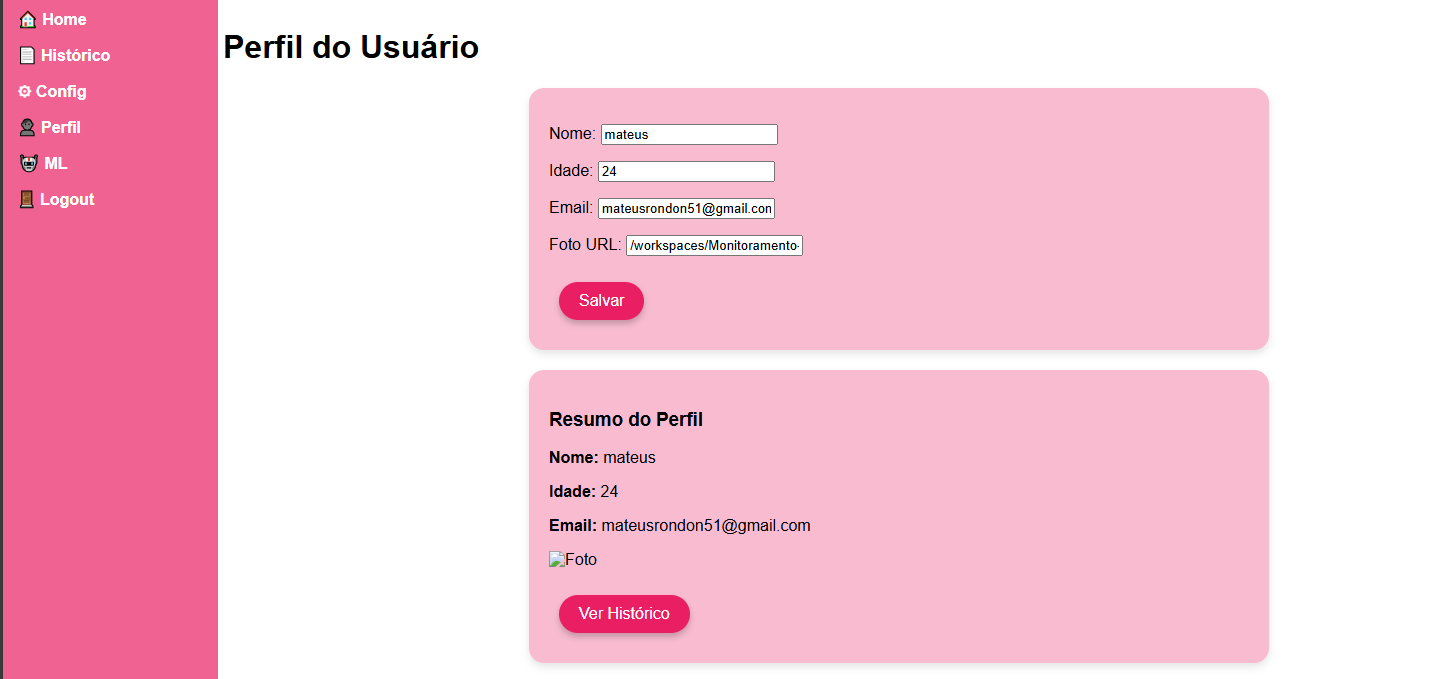 Home
Histórico
Config
Perfil
ML
Logout
Perfil do Usuário
Nome: mateus
Idade: 24
Email: mateusrondon51@gmail.con
Foto URL: /workspaces/Monitoramento-
Salvar
Resumo do Perfil
Nome: mateus
Idade: 24
Email: mateusrondon51@gmail.com
Foto
Ver Histórico